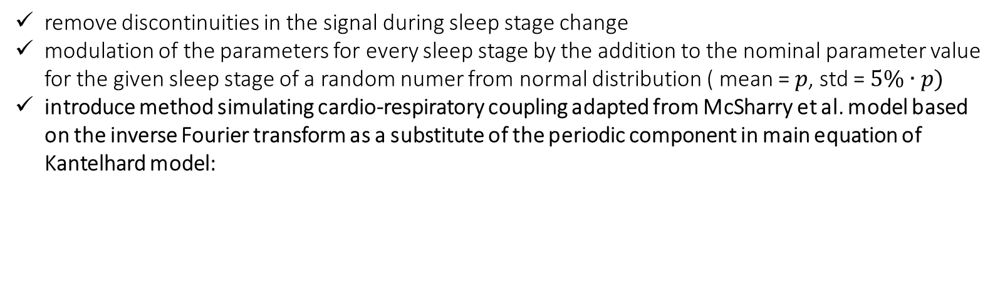 ✓ remove discontinuities in the signal during sleep stage change
✓ modulation of the parameters for every sleep stage by the addition to the nominal parameter value
for the given sleep stage of a random numer from normal distribution ( mean = p, std = 5% · p)
✓ introduce method simulating cardio-respiratory coupling adapted from McSharry et al. model based
on the inverse Fourier transform as a substitute of the periodic component in main equation of
Kantelhard model: